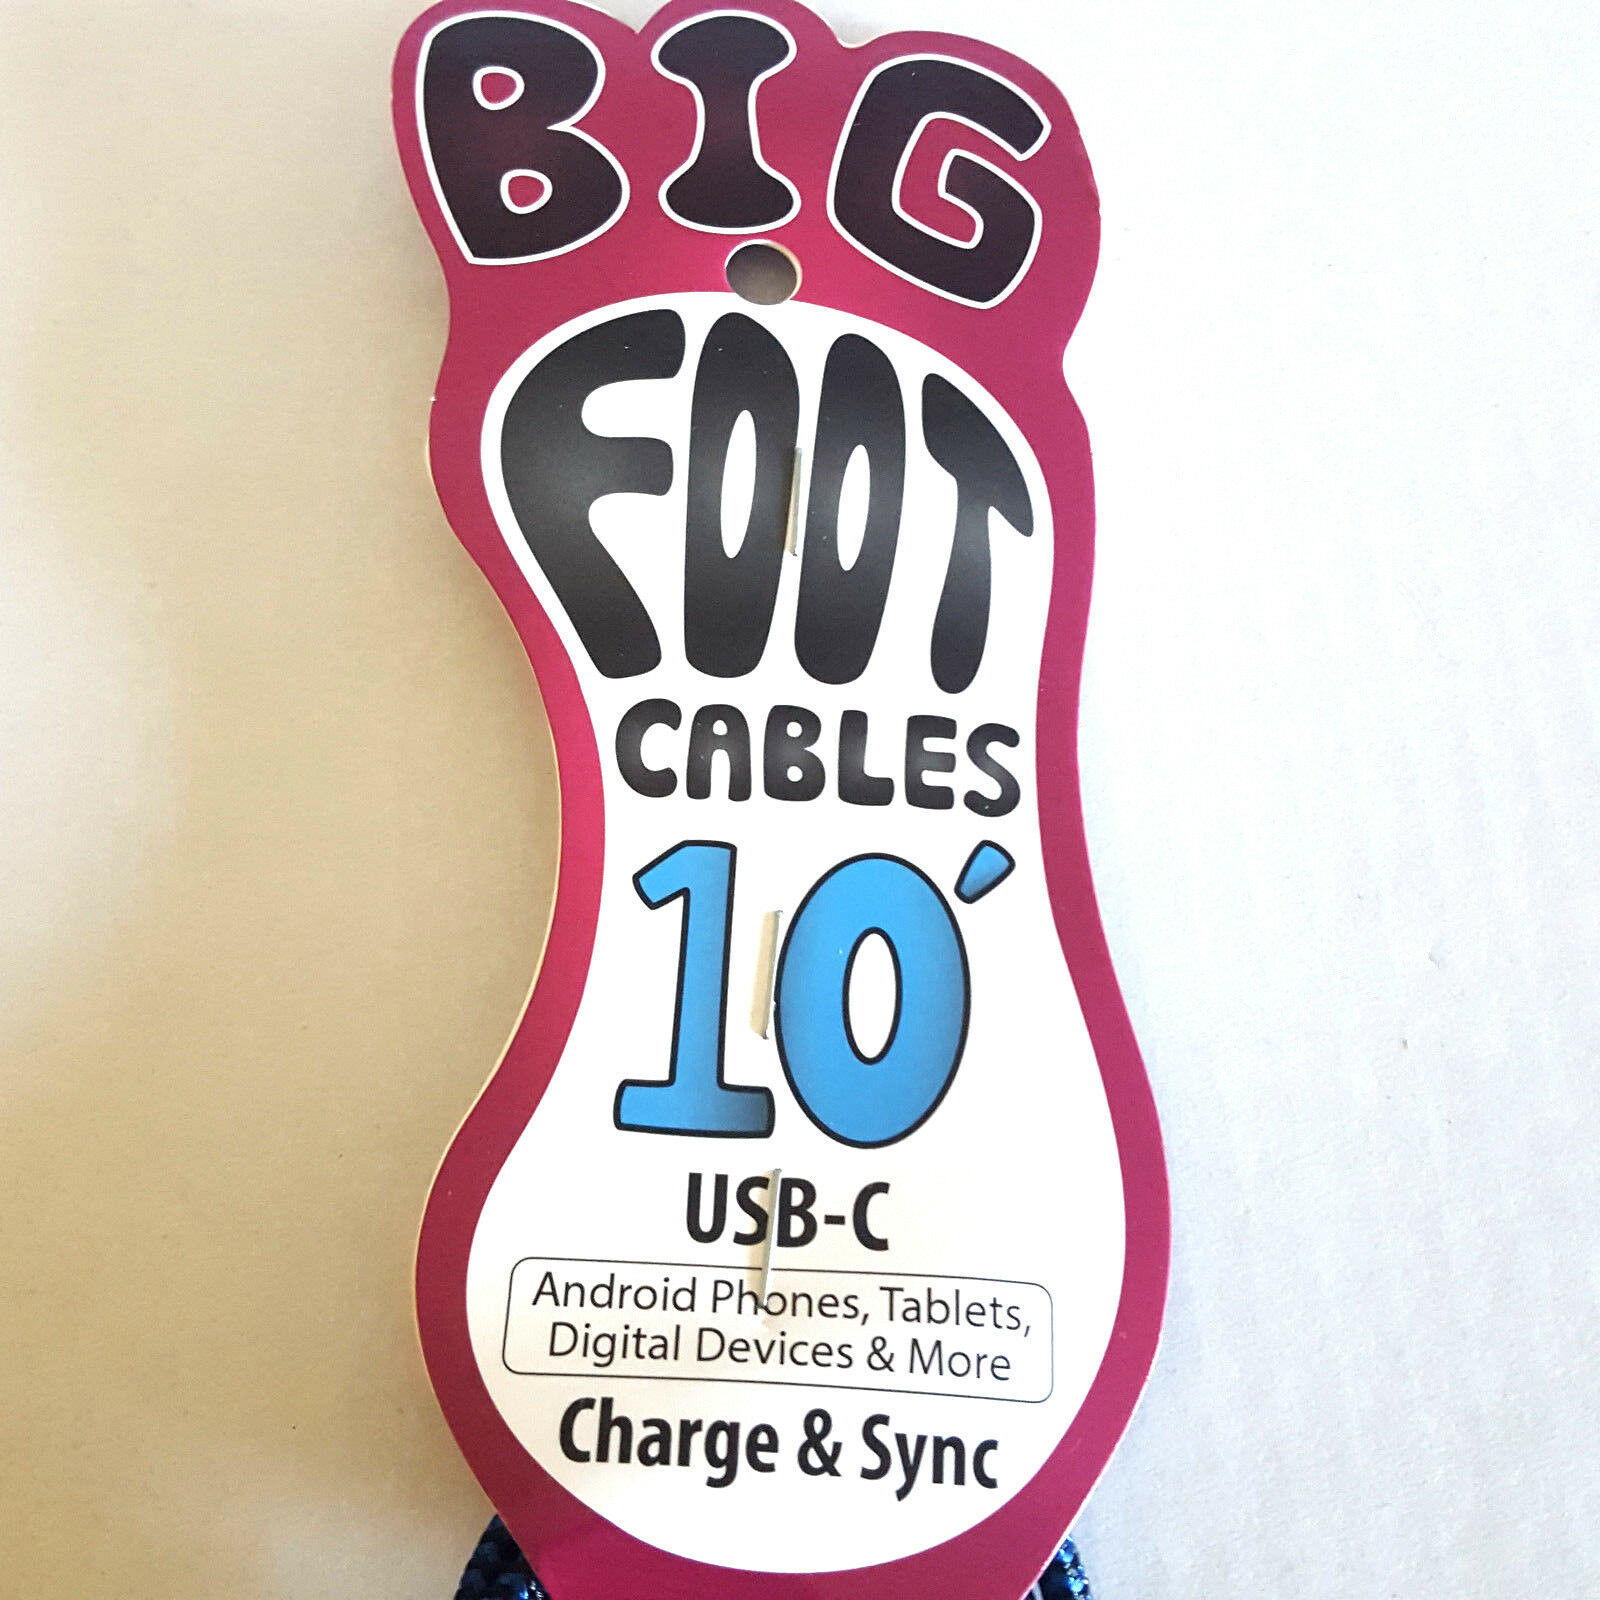 BIG
FOOT
CABLES
10'
USB-C
Android Phones, Tablets,
Digital Devices & More
Charge & Sync